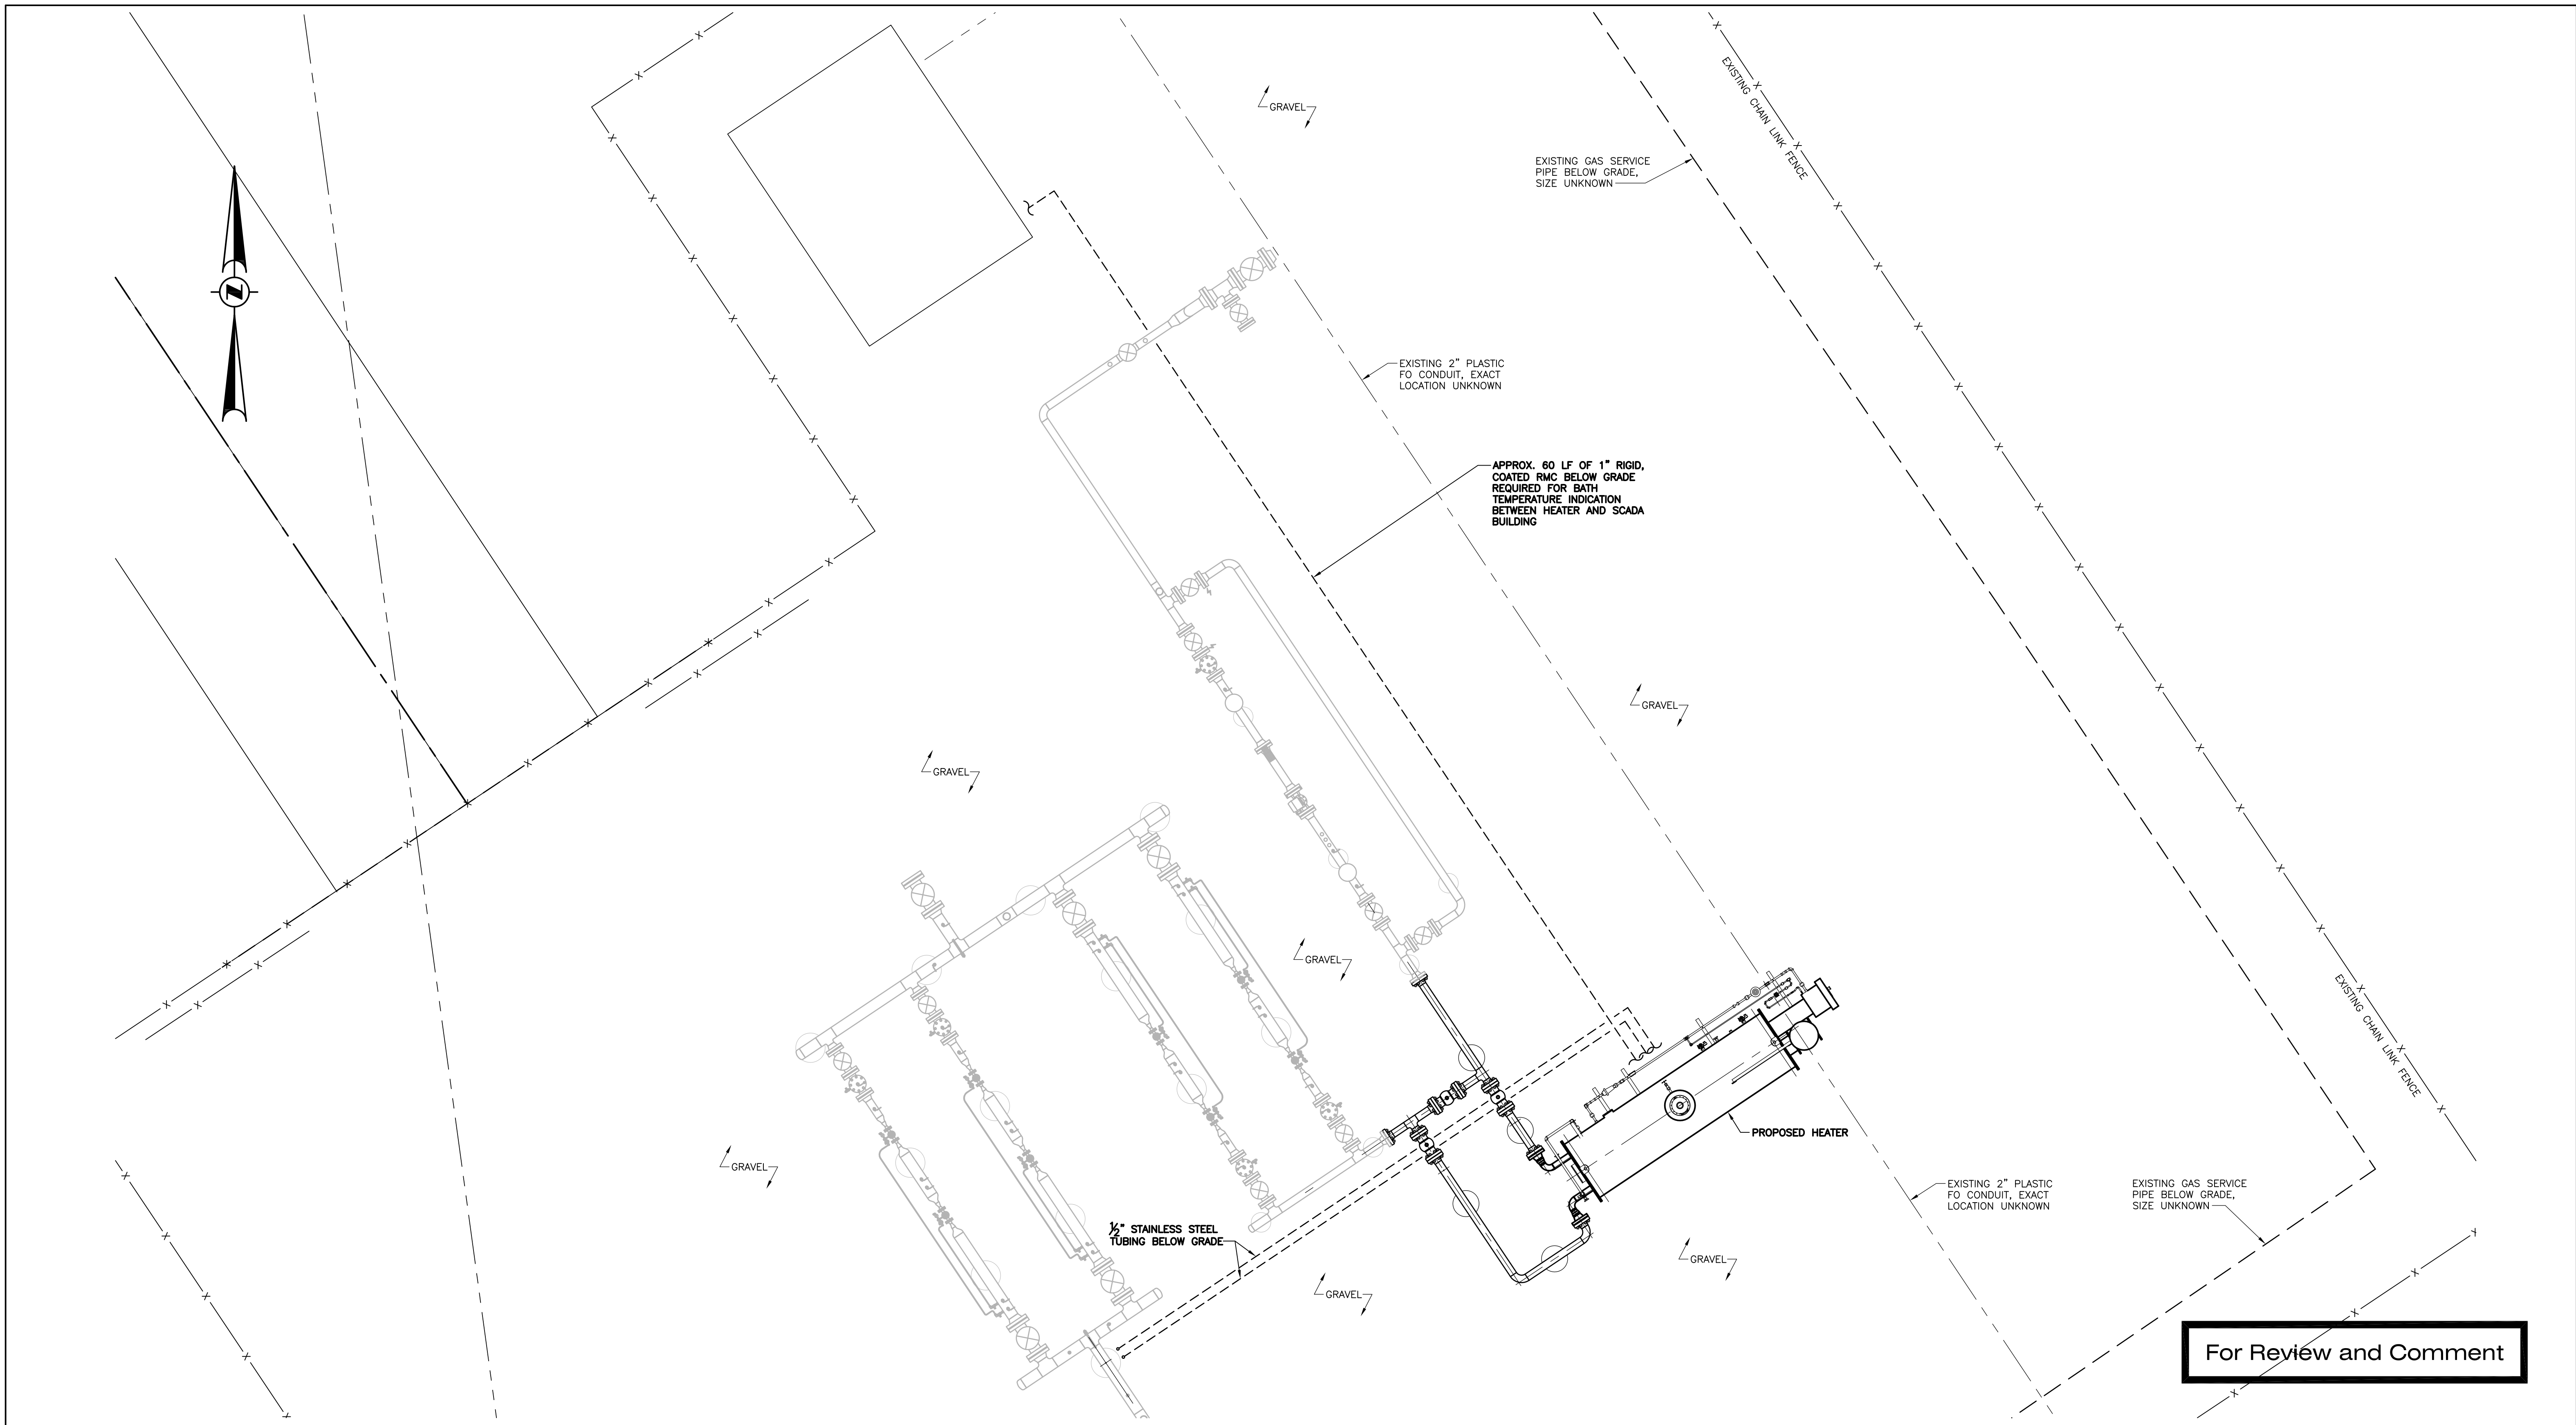 GRAVEL
EXISTING CHAIN LINK FENCE
EXISTING GAS SERVICE
PIPE BELOW GRADE,
SIZE UNKNOWN
N
EXISTING 2" PLASTIC
FO CONDUIT, EXACT
LOCATION UNKNOWN
APPROX. 60 LF OF 1" RIGID,
COATED RMC BELOW GRADE
REQUIRED FOR BATH
TEMPERATURE INDICATION
BETWEEN HEATER AND SCADA
BUILDING
GRAVEL
GRAVEL
GRAVEL
EXISTING CHAIN LINK FENCE
PROPOSED HEATER
GRAVEL
EXISTING 2" PLASTIC
FO CONDUIT, EXACT
LOCATION UNKNOWN
EXISTING GAS SERVICE
PIPE BELOW GRADE,
SIZE UNKNOWN
½" STAINLESS STEEL
TUBING BELOW GRADE
GRAVEL
GRAVEL
For Review and Comment